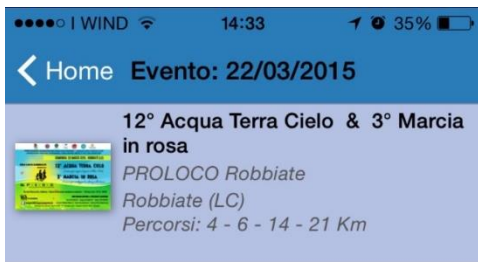 I WIND 14:33 35%
Home Evento: 22/03/2015
12° Acqua Terra Cielo & 3° Marcia
in rosa
PROLOCO Robbiate
Robbiate (LC)
Percorsi: 4 - 6 - 14 - 21 Km